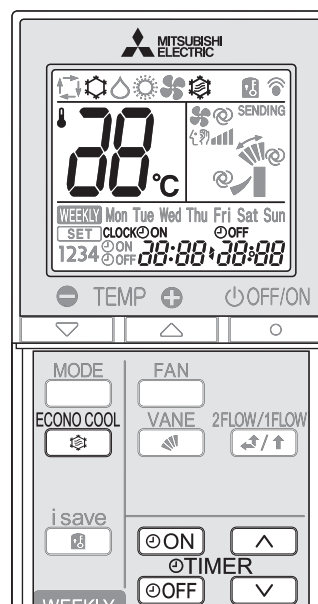 MITSUBISHI
ELECTRIC
SENDING
88°C
WEEKLY Mon Tue Wed Thu Fri Sat Sun
SET CLOCK ON OFF
1234 ON OFF 88:88 88:88
TEMP OFF/ON
MODE FAN
ECONO COOL VANE 2FLOW/1FLOW
/
i save
ON
TIMER
OFF
WEEKLY